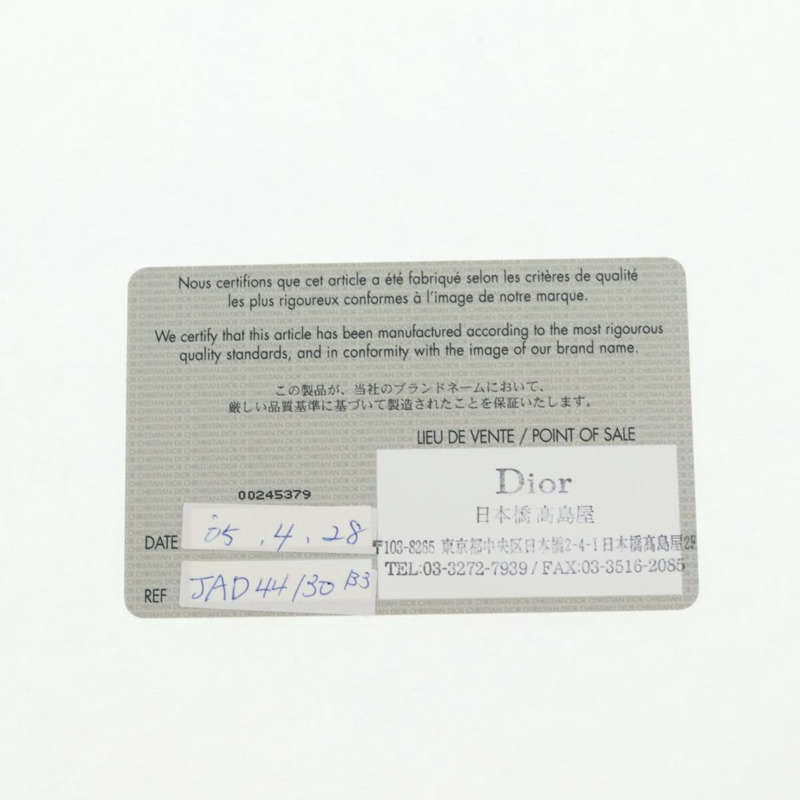 Nous certifions que cet article a été fabriqué selon les critères de qualité
les plus rigoureux conformes à l'image de notre marque.
We certify that this article has been manufactured according to the most rigourous
quality standards, and in conformity with the image of our brand name.
この製品が、当社のブランドネームにおいて、
厳しい品質基準に基づいて製造されたことを保証いたします。
LIEU DE VENTE / POINT OF SALE
Dior
日本橋 髙島屋
〒103-8265 東京都中央区日本橋2-4-1 日本橋髙島屋2F
TEL:03-3272-7939 / FAX:03-3516-2085
00245379
DATE '05 .4 .28
REF JAD44130 B3